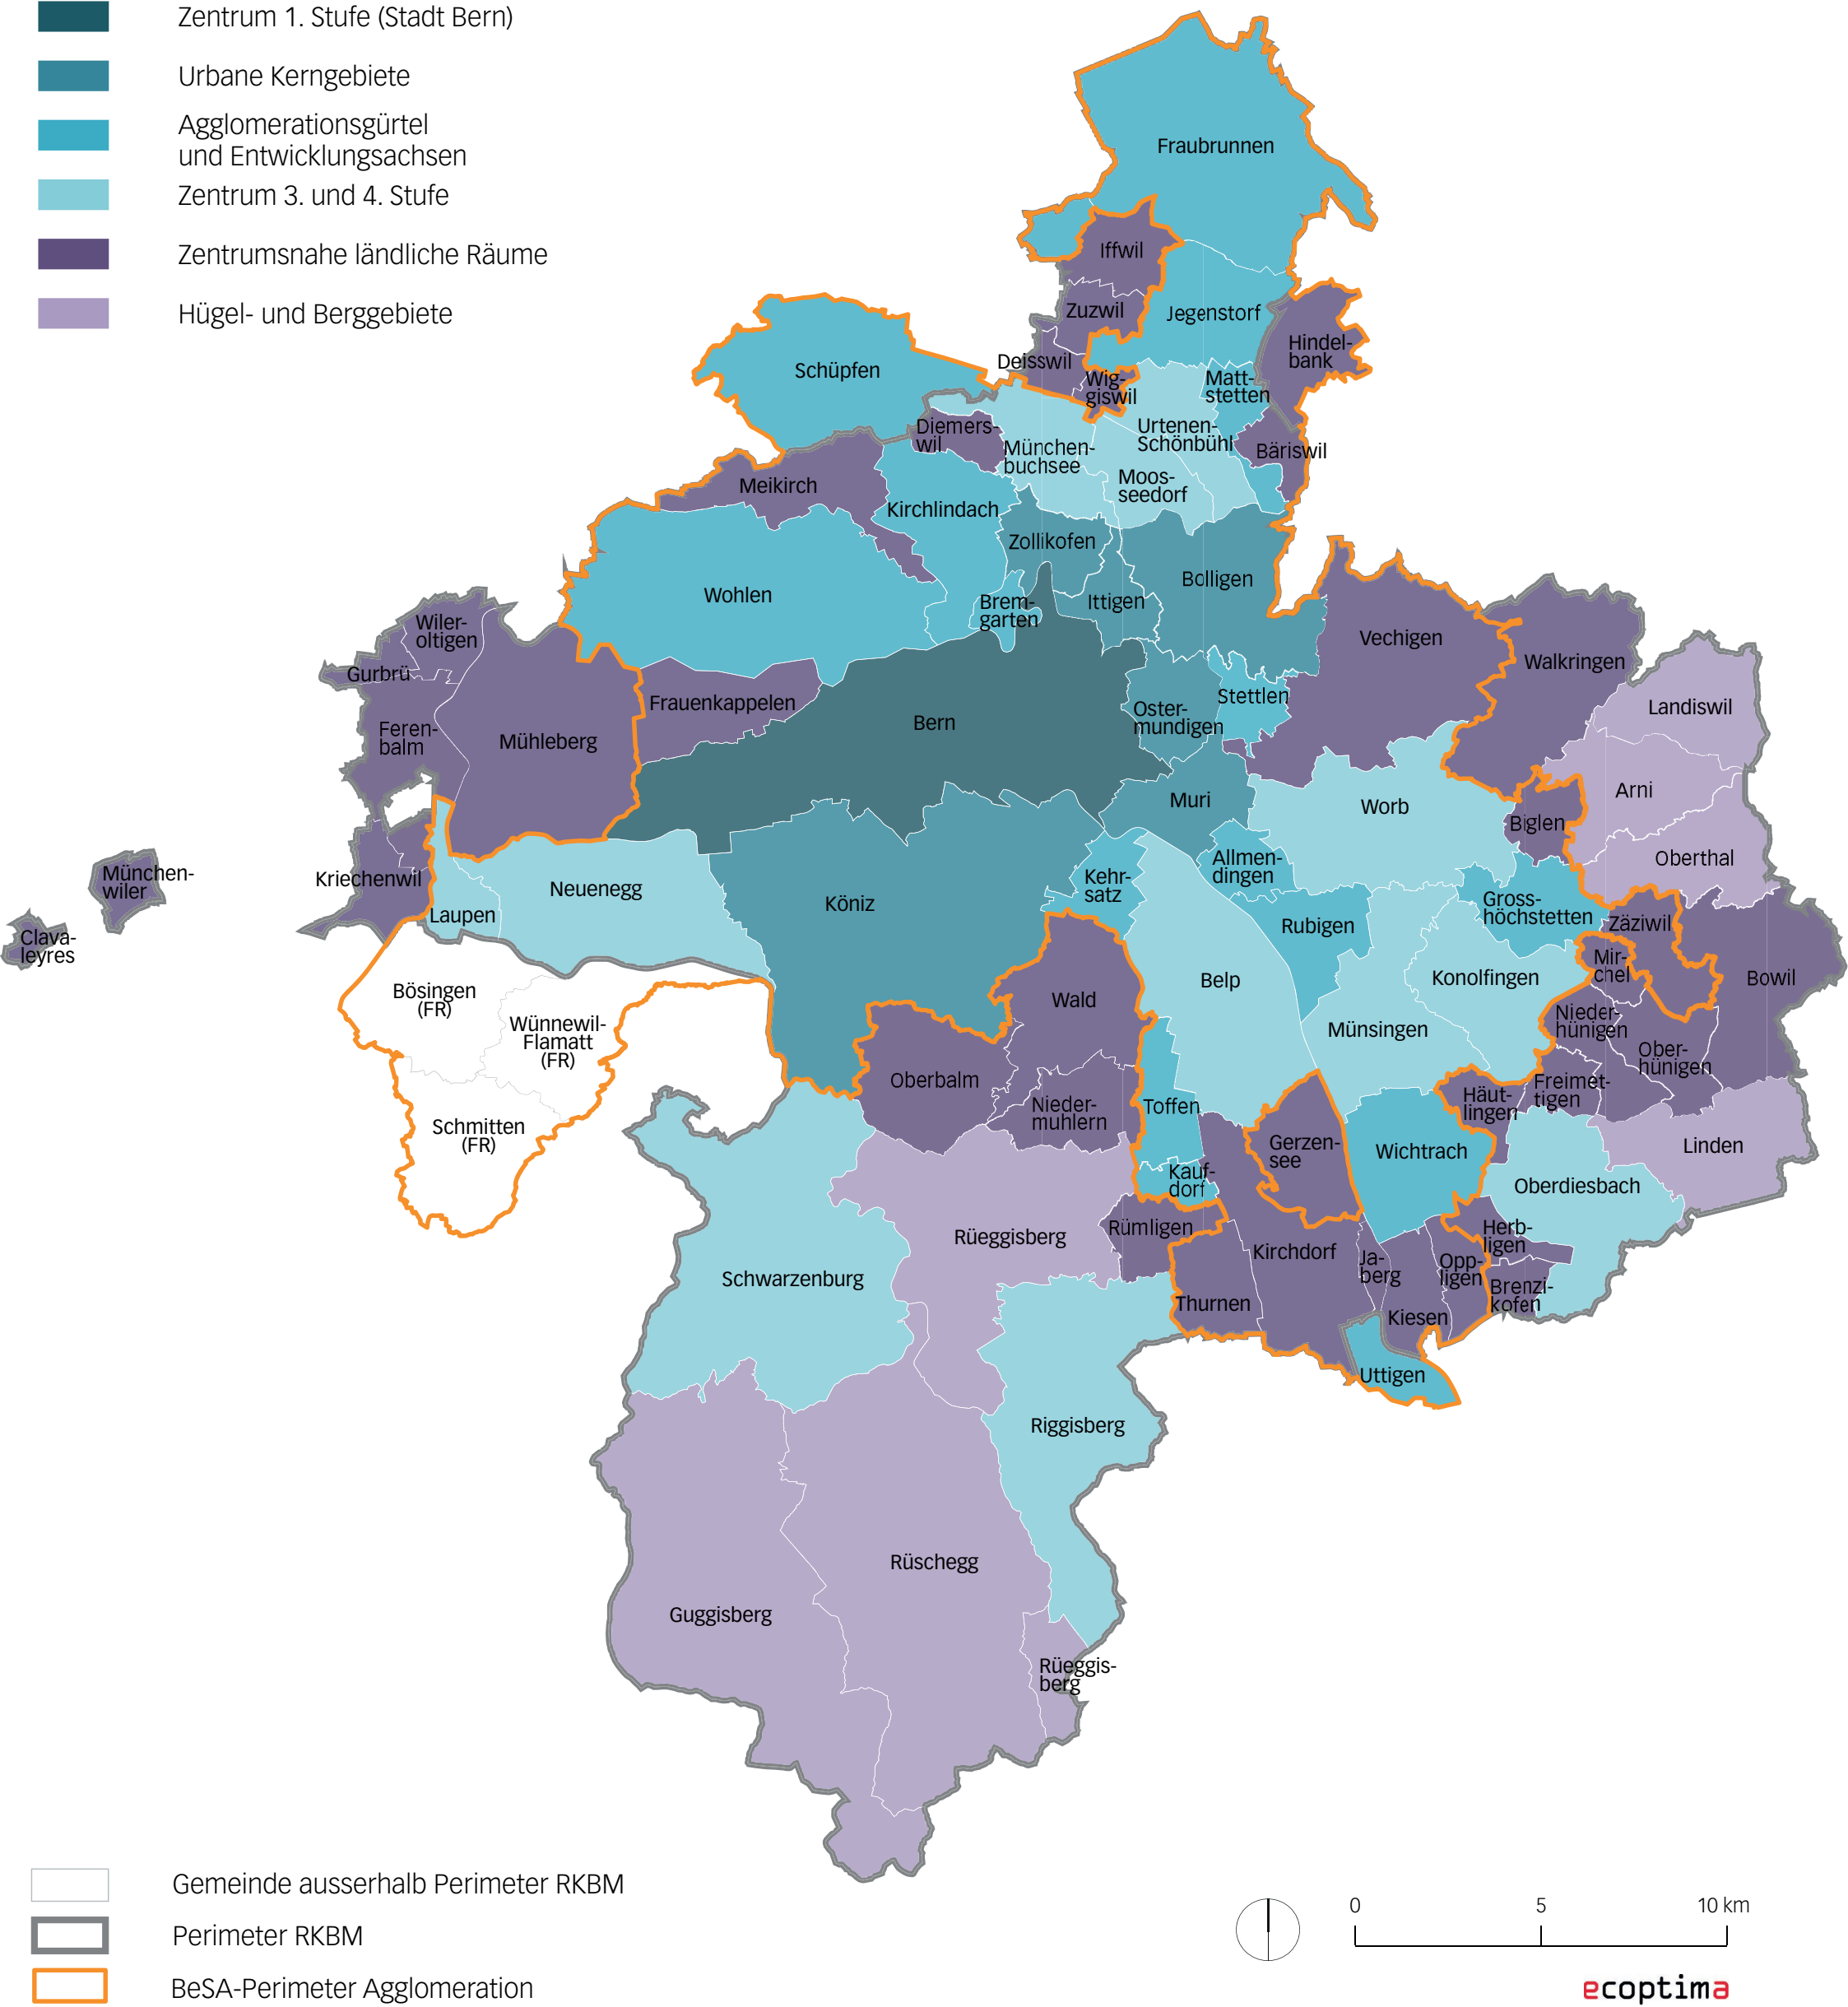 Zentrum 1. Stufe (Stadt Bern)
Urbane Kerngebiete
Agglomerationsgürtel
und Entwicklungsachsen
Zentrum 3. und 4. Stufe
Zentrumsnahe ländliche Räume
Hügel- und Berggebiete
Fraubrunnen
Iffwil
Zuzwil
Jegenstorf
Deisswil
Hindel-
bank
Schüpfen
Wig-
giswil
Matt-
stetten
Diemers-
wil
München-
buchsee
Urtenen-
Schönbühl
Bäriswil
Moos-
seedorf
Meikirch
Kirchlindach
Zollikofen
Bolligen
Wohlen
Brem-
garten
Ittigen
Wiler-
oltigen
Vechigen
Walkringen
Gurbrü
Frauenkappelen
Stettlen
Landiswil
Feren-
balm
Mühleberg
Bern
Oster-
mundigen
Arni
Muri
Worb
Biglen
Oberthal
München-
wiler
Kriechenwil
Neuenegg
Allmen-
dingen
Kehr-
satz
Laupen
Köniz
Gross-
höchstetten
Rubigen
Zäziwil
Clava-
leyres
Mir-
chel
Belp
Konolfingen
Bowil
Bösingen
(FR)
Wald
Wünnewil-
Flamatt
(FR)
Münsingen
Nieder-
hünigen
Ober-
hünigen
Oberbalm
Nieder-
muhlern
Toffen
Häut-
lingen
Freimet-
tigen
Schmitten
(FR)
Gerzen-
see
Wichtrach
Linden
Kauf-
dorf
Oberdiesbach
Rüeggisberg
Rümligen
Kirchdorf
Herb-
ligen
Schwarzenburg
Ja-
berg
Opp-
ligen
Thurnen
Brenzi-
kofen
Kiesen
Uttigen
Riggisberg
Rüschegg
Guggisberg
Rüeggis-
berg
Gemeinde ausserhalb Perimeter RKBM
Perimeter RKBM
BeSA-Perimeter Agglomeration
0 5 10 km
ecoptima